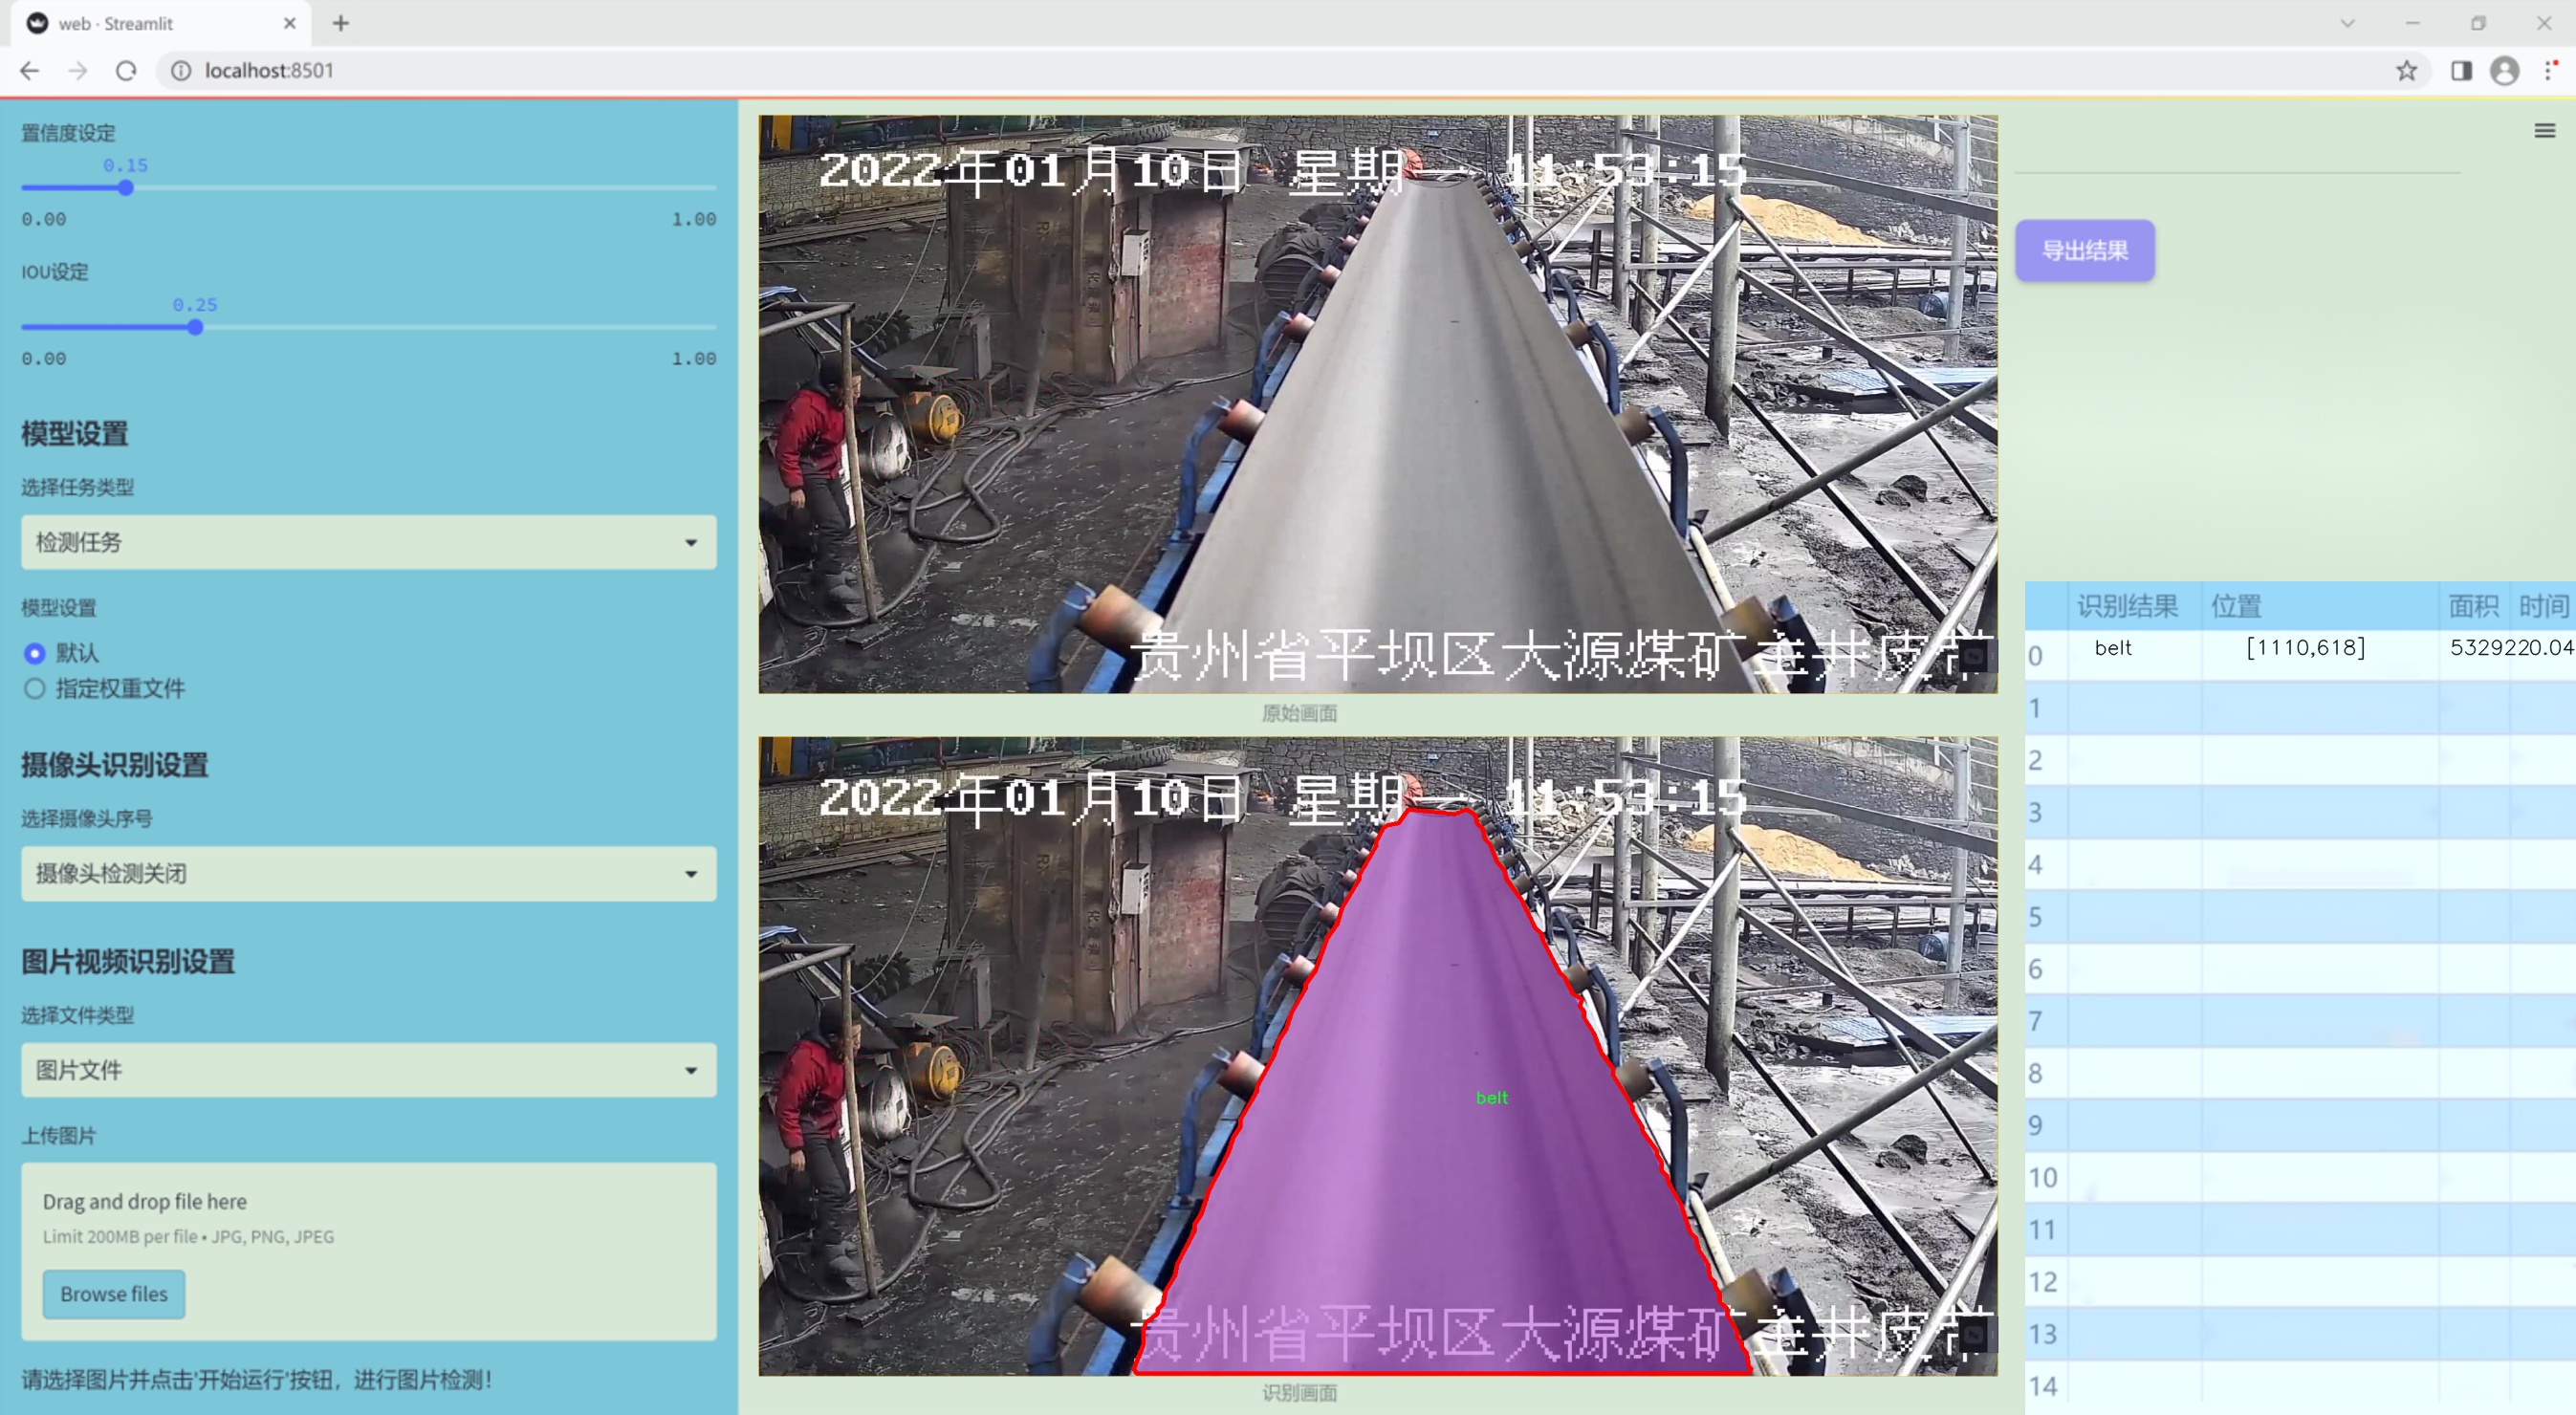 web · Streamlit
localhost:8501
置信度设定
0.15
0.00 1.00
IOU设定
0.25
0.00 1.00
模型设置
选择任务类型
检测任务
模型设置
默认
指定权重文件
摄像头识别设置
选择摄像头序号
摄像头检测关闭
图片视频识别设置
选择文件类型
图片文件
上传图片
Drag and drop file here
Limit 200MB per file • JPG, PNG, JPEG
Browse files
请选择图片并点击'开始运行'按钮，进行图片检测！
2022年01月10日 星期一 11:53:15
贵州省平坝区大源煤矿主井皮带
原始画面
2022年01月10日 星期一 11:53:15
belt
贵州省平坝区大源煤矿主井皮带
识别画面
导出结果
识别结果 位置 面积 时间
0 belt [1110,618] 5329220.04
1
2
3
4
5
6
7
8
9
10
11
12
13
14